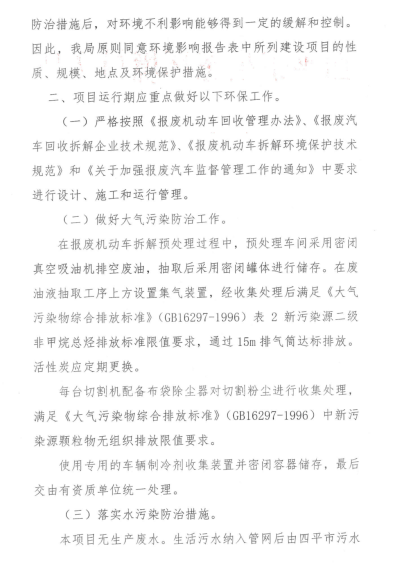 防治措施后，对环境不利影响能够得到一定的缓解和控制。
因此，我局原则同意环境影响报告表中所列建设项目的性
质、规模、地点及环境保护措施。
二、项目运行期应重点做好以下环保工作。
（一）严格按照《报废机动车回收管理办法》、《报废汽
车回收拆解企业技术规范》、《报废机动车拆解环境保护技术
规范》和《关于加强报废汽车监督管理工作的通知》中要求
进行设计、施工和运行管理。
（二）做好大气污染防治工作。
在报废机动车拆解预处理过程中，预处理车间采用密闭
真空吸油机排空废油，抽取后采用密闭罐体进行储存。在废
油液抽取工序上方设置集气装置，经收集处理后满足《大气
污染物综合排放标准》（GB16297-1996）表 2 新污染源二级
非甲烷总烃排放标准限值要求，通过 15m 排气筒达标排放。
活性炭应定期更换。
每台切割机配备布袋除尘器对切割粉尘进行收集处理，
满足《大气污染物综合排放标准》（GB16297-1996）中新污
染源颗粒物无组织排放限值要求。
使用专用的车辆制冷剂收集装置并密闭容器储存，最后
交由有资质单位统一处理。
（三）落实水污染防治措施。
本项目无生产废水。生活污水纳入管网后由四平市污水